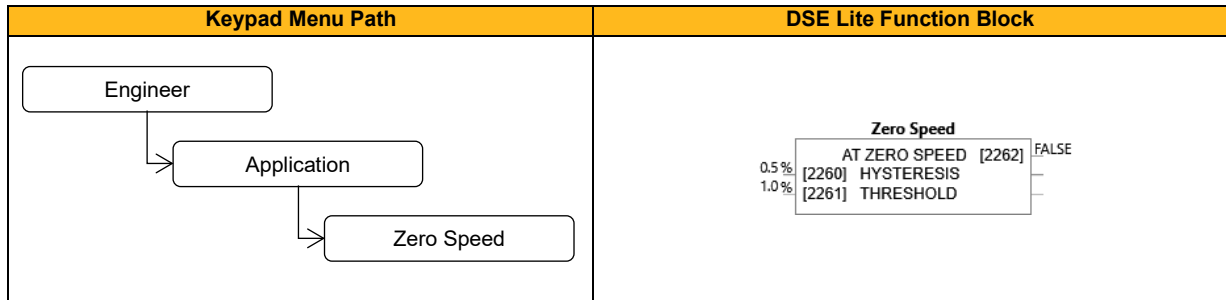 Keypad Menu Path
DSE Lite Function Block
Engineer
Application
Zero Speed
Zero Speed
AT ZERO SPEED [2262] FALSE
0.5 % [2260] HYSTERESIS
1.0 % [2261] THRESHOLD